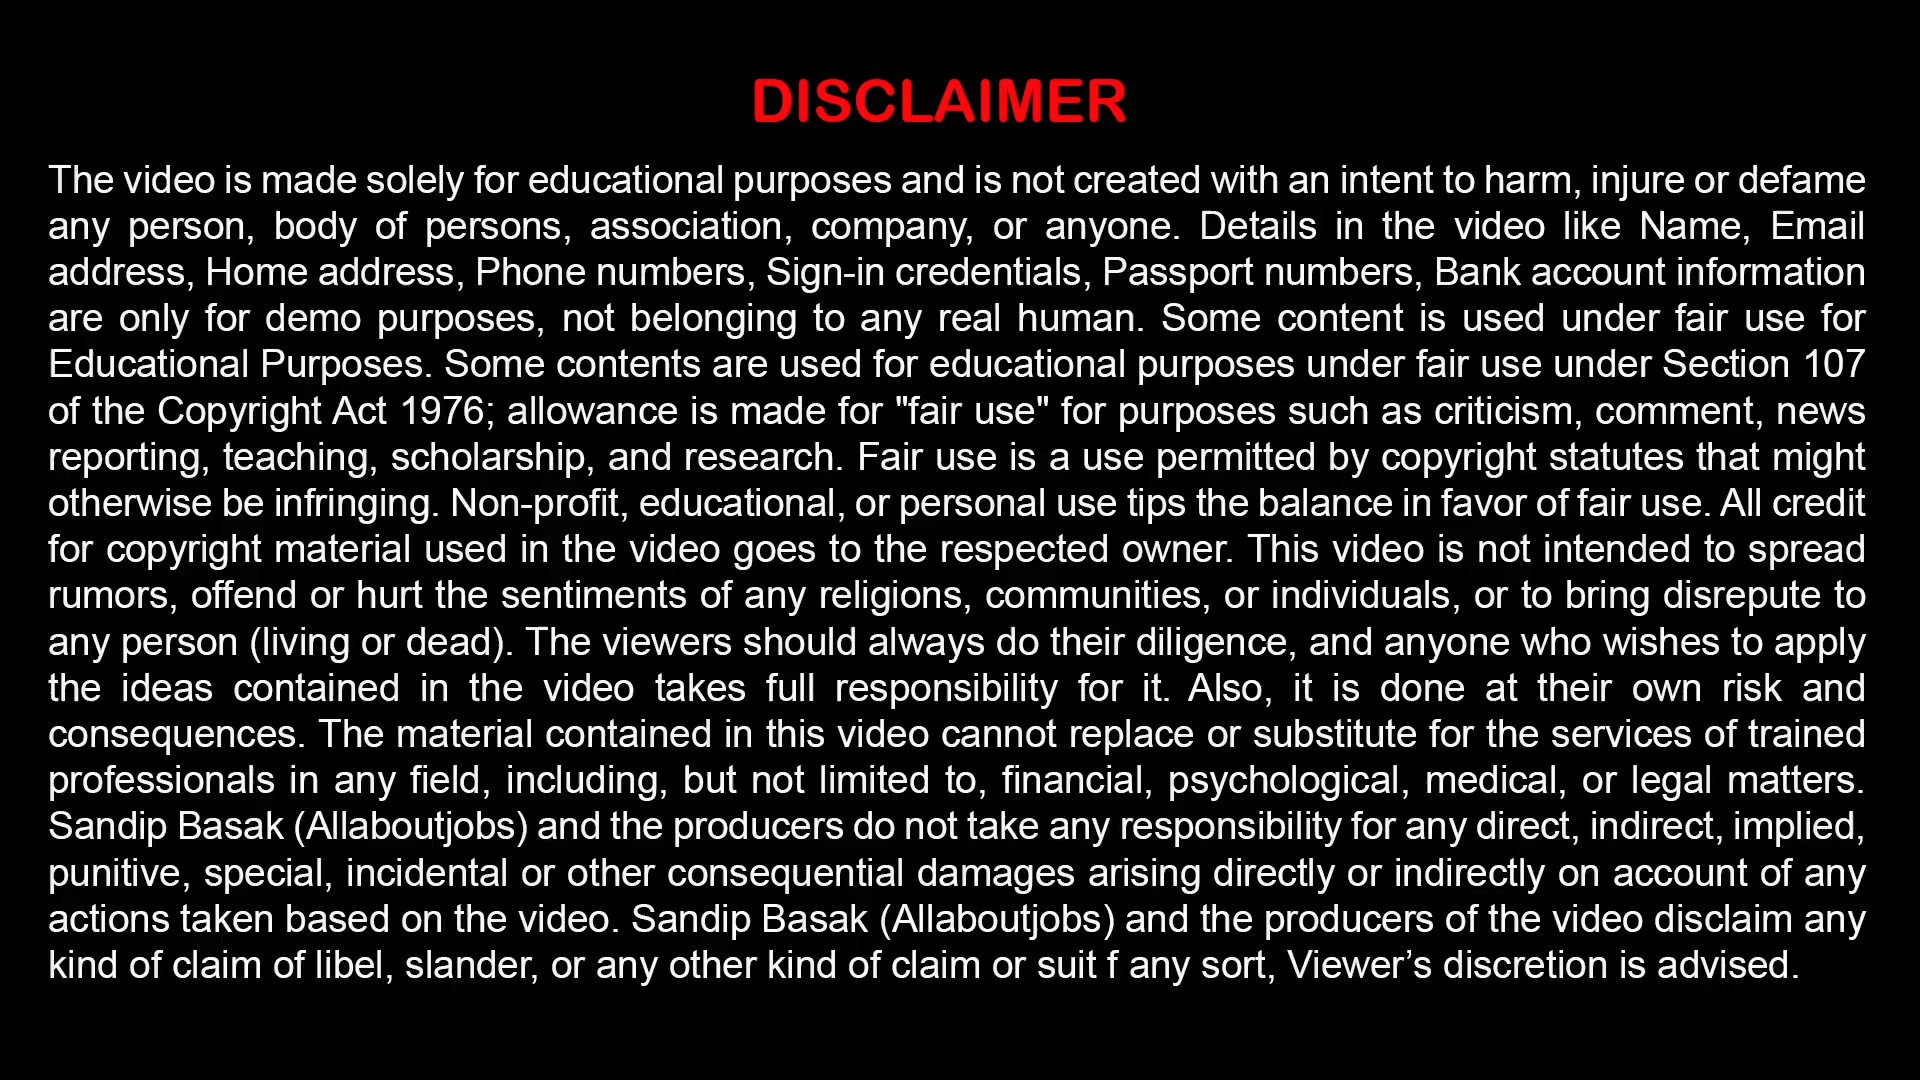 DISCLAIMER
The video is made solely for educational purposes and is not created with an intent to harm, injure or defame
any person, body of persons, association, company, or anyone. Details in the video like Name, Email
address, Home address, Phone numbers, Sign-in credentials, Passport numbers, Bank account information
are only for demo purposes, not belonging to any real human. Some content is used under fair use for
Educational Purposes. Some contents are used for educational purposes under fair use under Section 107
of the Copyright Act 1976; allowance is made for "fair use" for purposes such as criticism, comment, news
reporting, teaching, scholarship, and research. Fair use is a use permitted by copyright statutes that might
otherwise be infringing. Non-profit, educational, or personal use tips the balance in favor of fair use. All credit
for copyright material used in the video goes to the respected owner. This video is not intended to spread
rumors, offend or hurt the sentiments of any religions, communities, or individuals, or to bring disrepute to
any person (living or dead). The viewers should always do their diligence, and anyone who wishes to apply
the ideas contained in the video takes full responsibility for it. Also, it is done at their own risk and
consequences. The material contained in this video cannot replace or substitute for the services of trained
professionals in any field, including, but not limited to, financial, psychological, medical, or legal matters.
Sandip Basak (Allaboutjobs) and the producers do not take any responsibility for any direct, indirect, implied,
punitive, special, incidental or other consequential damages arising directly or indirectly on account of any
actions taken based on the video. Sandip Basak (Allaboutjobs) and the producers of the video disclaim any
kind of claim of libel, slander, or any other kind of claim or suit f any sort, Viewer’s discretion is advised.